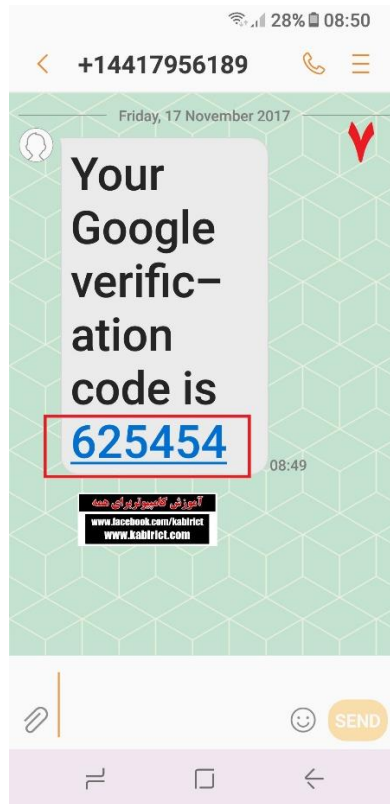 28% 08:50
+14417956189
Friday, 17 November 2017
۷
Your
Google
verific–
ation
code is
625454
08:49
آموزش کامپیوتر برای همه
www.facebook.com/kabirict
www.kabirict.com
SEND